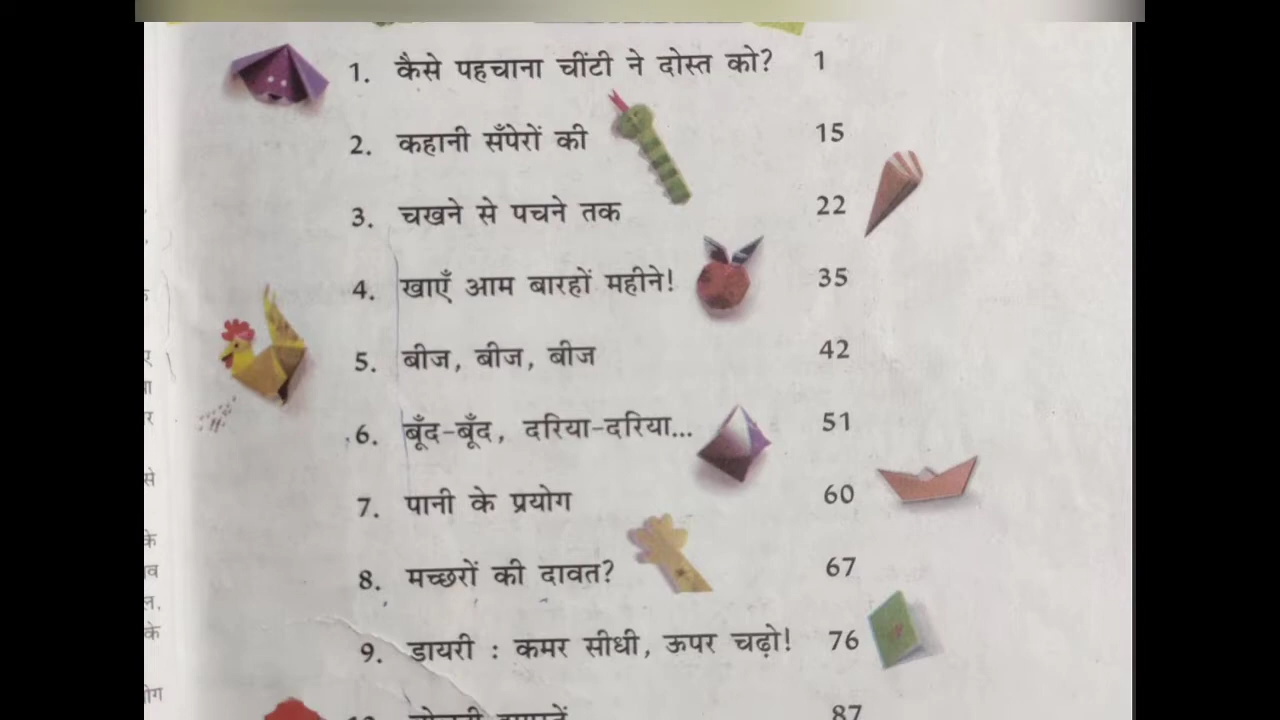 1. कैसे पहचाना चींटी ने दोस्त को? 1
2. कहानी सँपेरों की 15
3. चखने से पचने तक 22
4. खाएँ आम बारहों महीने! 35
5. बीज, बीज, बीज 42
6. बूँद-बूँद, दरिया-दरिया... 51
7. पानी के प्रयोग 60
8. मच्छरों की दावत? 67
9. डायरी : कमर सीधी, ऊपर चढ़ो! 76
87